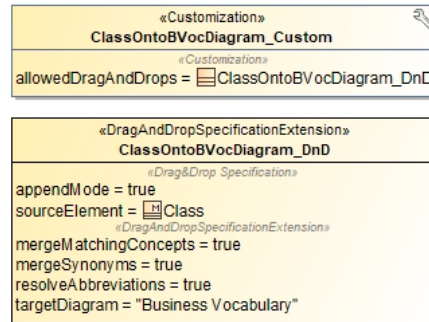 «Customization»
ClassOntoBVocDiagram_Custom
«Customization»
allowedDragAndDrops = ClassOntoBVocDiagram_DnD
«DragAndDropSpecificationExtension»
ClassOntoBVocDiagram_DnD
«Drag&Drop Specification»
appendMode = true
sourceElement = M Class
«DragAndDropSpecificationExtension»
mergeMatchingConcepts = true
mergeSynonyms = true
resolveAbbreviations = true
targetDiagram = "Business Vocabulary"